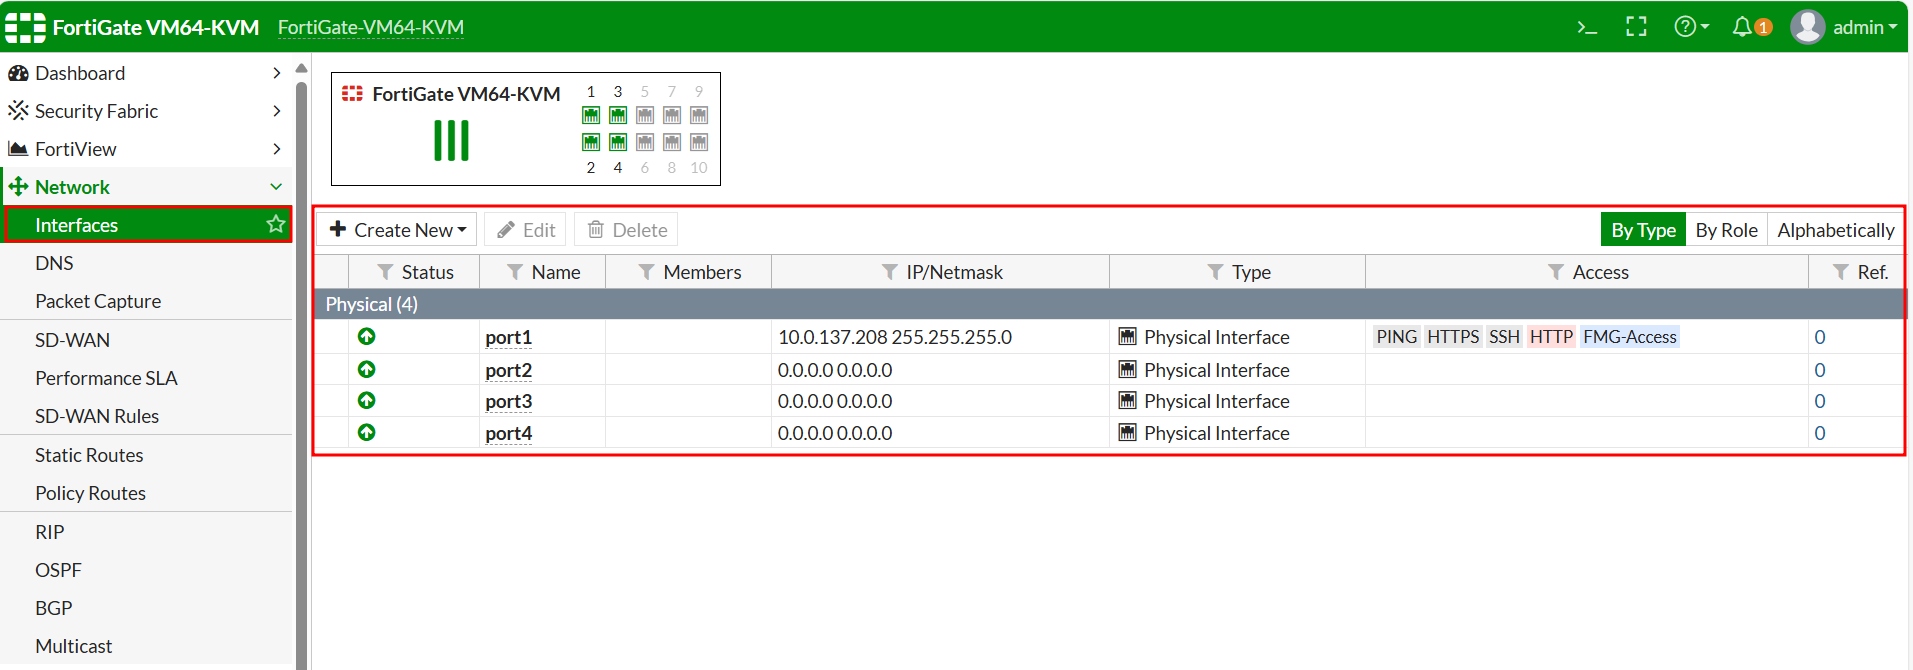 FortiGate VM64-KVM FortiGate-VM64-KVM >_ ? 1 admin
Dashboard
Security Fabric
FortiView
Network
Interfaces
DNS
Packet Capture
SD-WAN
Performance SLA
SD-WAN Rules
Static Routes
Policy Routes
RIP
OSPF
BGP
Multicast
FortiGate VM64-KVM
1 3 5 7 9
2 4 6 8 10
Create New Edit Delete By Type By Role Alphabetically
Status Name Members IP/Netmask Type Access Ref.
Physical (4)
port1 10.0.137.208 255.255.255.0 Physical Interface PING HTTPS SSH HTTP FMG-Access 0
port2 0.0.0.0 0.0.0.0 Physical Interface 0
port3 0.0.0.0 0.0.0.0 Physical Interface 0
port4 0.0.0.0 0.0.0.0 Physical Interface 0